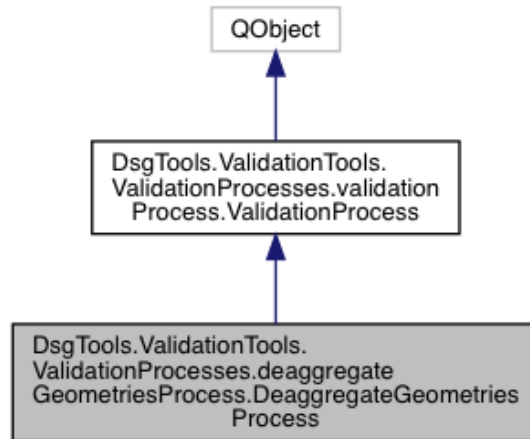 QObject
DsgTools.ValidationTools.
ValidationProcesses.validation
Process.ValidationProcess
DsgTools.ValidationTools.
ValidationProcesses.deaggregate
GeometriesProcess.DeaggregateGeometries
Process